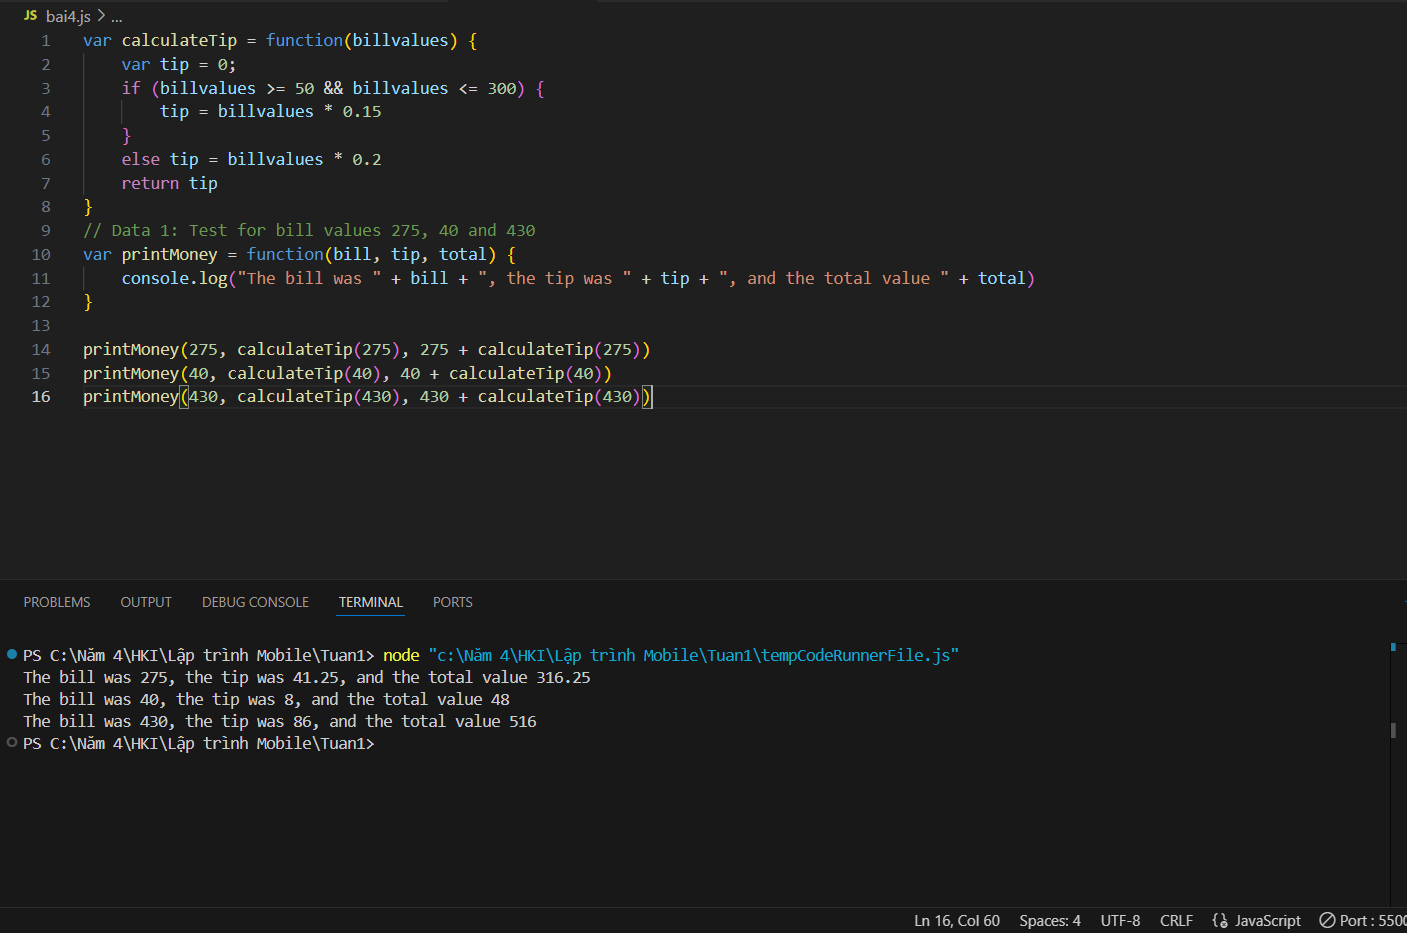 JS bai4.js > ...
1 var calculateTip = function(billvalues) {
2     var tip = 0;
3     if (billvalues >= 50 && billvalues <= 300) {
4         tip = billvalues * 0.15
5     }
6     else tip = billvalues * 0.2
7     return tip
8 }
9 // Data 1: Test for bill values 275, 40 and 430
10 var printMoney = function(bill, tip, total) {
11     console.log("The bill was " + bill + ", the tip was " + tip + ", and the total value " + total)
12 }
13
14 printMoney(275, calculateTip(275), 275 + calculateTip(275))
15 printMoney(40, calculateTip(40), 40 + calculateTip(40))
16 printMoney(430, calculateTip(430), 430 + calculateTip(430))
PROBLEMS OUTPUT DEBUG CONSOLE TERMINAL PORTS
PS C:\Năm 4\HKI\Lập trình Mobile\Tuan1> node "c:\Năm 4\HKI\Lập trình Mobile\Tuan1\tempCodeRunnerFile.js"
The bill was 275, the tip was 41.25, and the total value 316.25
The bill was 40, the tip was 8, and the total value 48
The bill was 430, the tip was 86, and the total value 516
PS C:\Năm 4\HKI\Lập trình Mobile\Tuan1>
Ln 16, Col 60 Spaces: 4 UTF-8 CRLF {} JavaScript Port : 5500